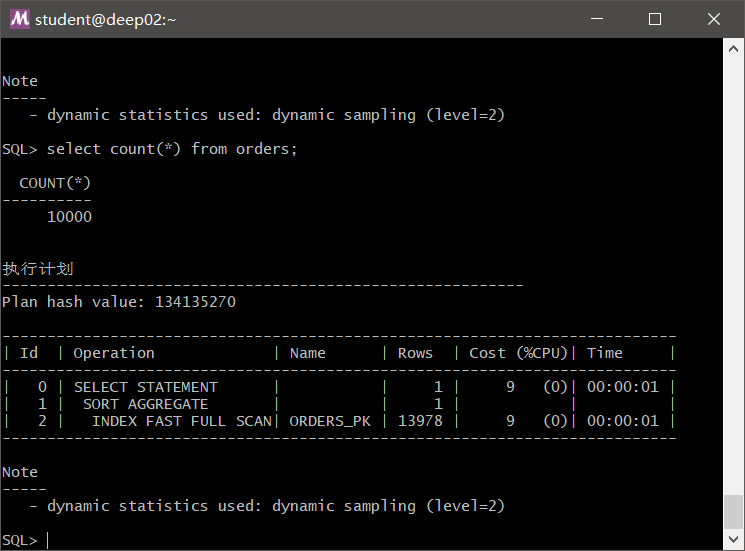 student@deep02:~
Note
-----
   - dynamic statistics used: dynamic sampling (level=2)
SQL> select count(*) from orders;
  COUNT(*)
----------
     10000
执行计划
----------------------------------------------------------
Plan hash value: 134135270
---------------------------------------------------------------------------
| Id  | Operation             | Name      | Rows  | Cost (%CPU)| Time     |
---------------------------------------------------------------------------
|   0 | SELECT STATEMENT      |           |     1 |     9   (0)| 00:00:01 |
|   1 |  SORT AGGREGATE       |           |     1 |            |          |
|   2 |   INDEX FAST FULL SCAN| ORDERS_PK | 13978 |     9   (0)| 00:00:01 |
---------------------------------------------------------------------------
Note
-----
   - dynamic statistics used: dynamic sampling (level=2)
SQL>